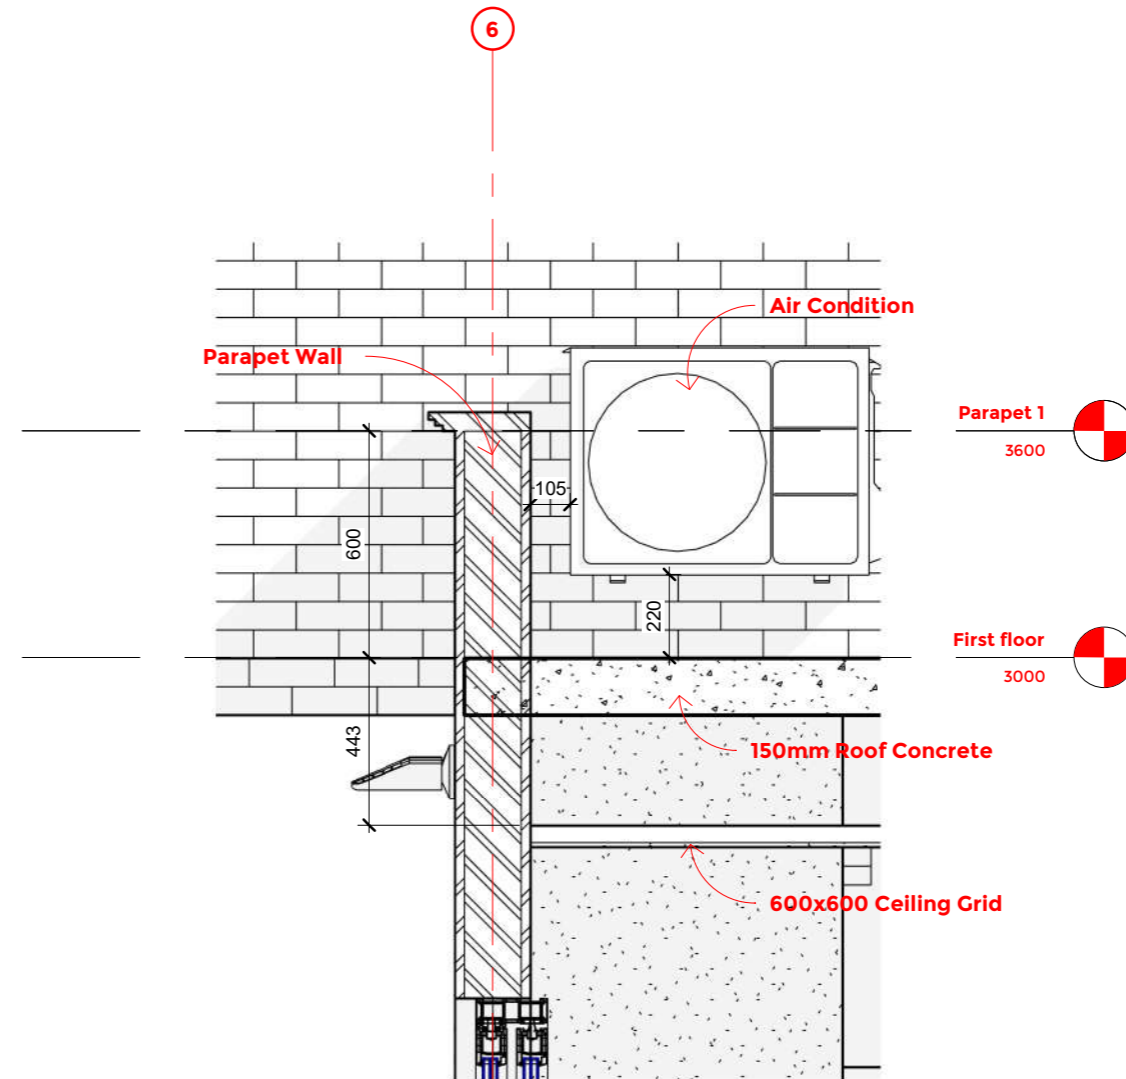 6
Air Condition
Parapet Wall
Parapet 1
3600
105
600
220
First floor
3000
443
150mm Roof Concrete
600x600 Ceiling Grid